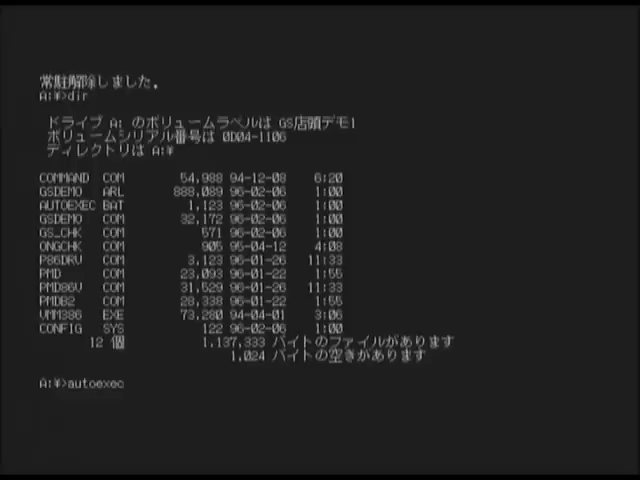 常駐解除しました。
A:¥>dir
ドライブ A: のボリュームラベルは GS店頭デモ1
ボリュームシリアル番号は 0D04-1106
ディレクトリは A:¥
COMMAND COM 54,988 94-12-08 6:20
GSDEMO ARL 888,089 96-02-06 1:00
AUTOEXEC BAT 1,123 96-02-06 1:00
GSDEMO COM 32,172 96-02-06 1:00
GS_CHK COM 571 96-02-06 1:00
ONGCHK COM 905 95-04-12 4:08
P86DRV COM 3,123 96-01-26 11:33
PMD COM 23,093 96-01-22 1:55
PMD86V COM 31,529 96-01-26 11:33
PMDB2 COM 28,338 96-01-22 1:55
VMM386 EXE 73,280 94-04-01 3:06
CONFIG SYS 122 96-02-06 1:00
12 個 1,137,333 バイトのファイルがあります
1,024 バイトの空きがあります
A:¥>autoexec